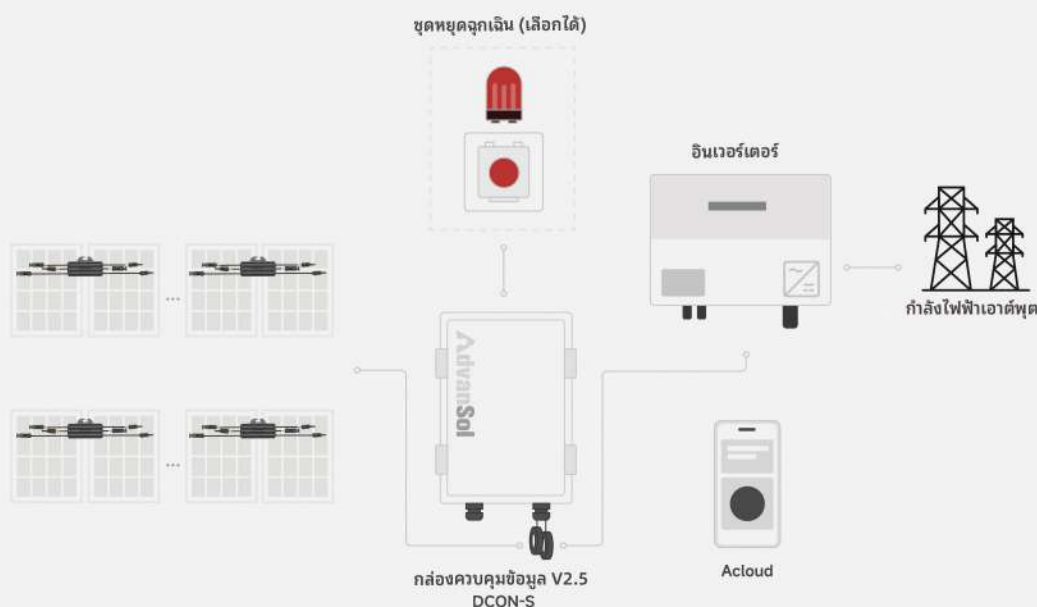 ชุดหยุดฉุกเฉิน (เลือกได้)
อินเวอร์เตอร์
กำลังไฟฟ้าเอาต์พุต
...
...
AdvanSol
กล่องควบคุมข้อมูล V2.5
DCON-S
Acloud